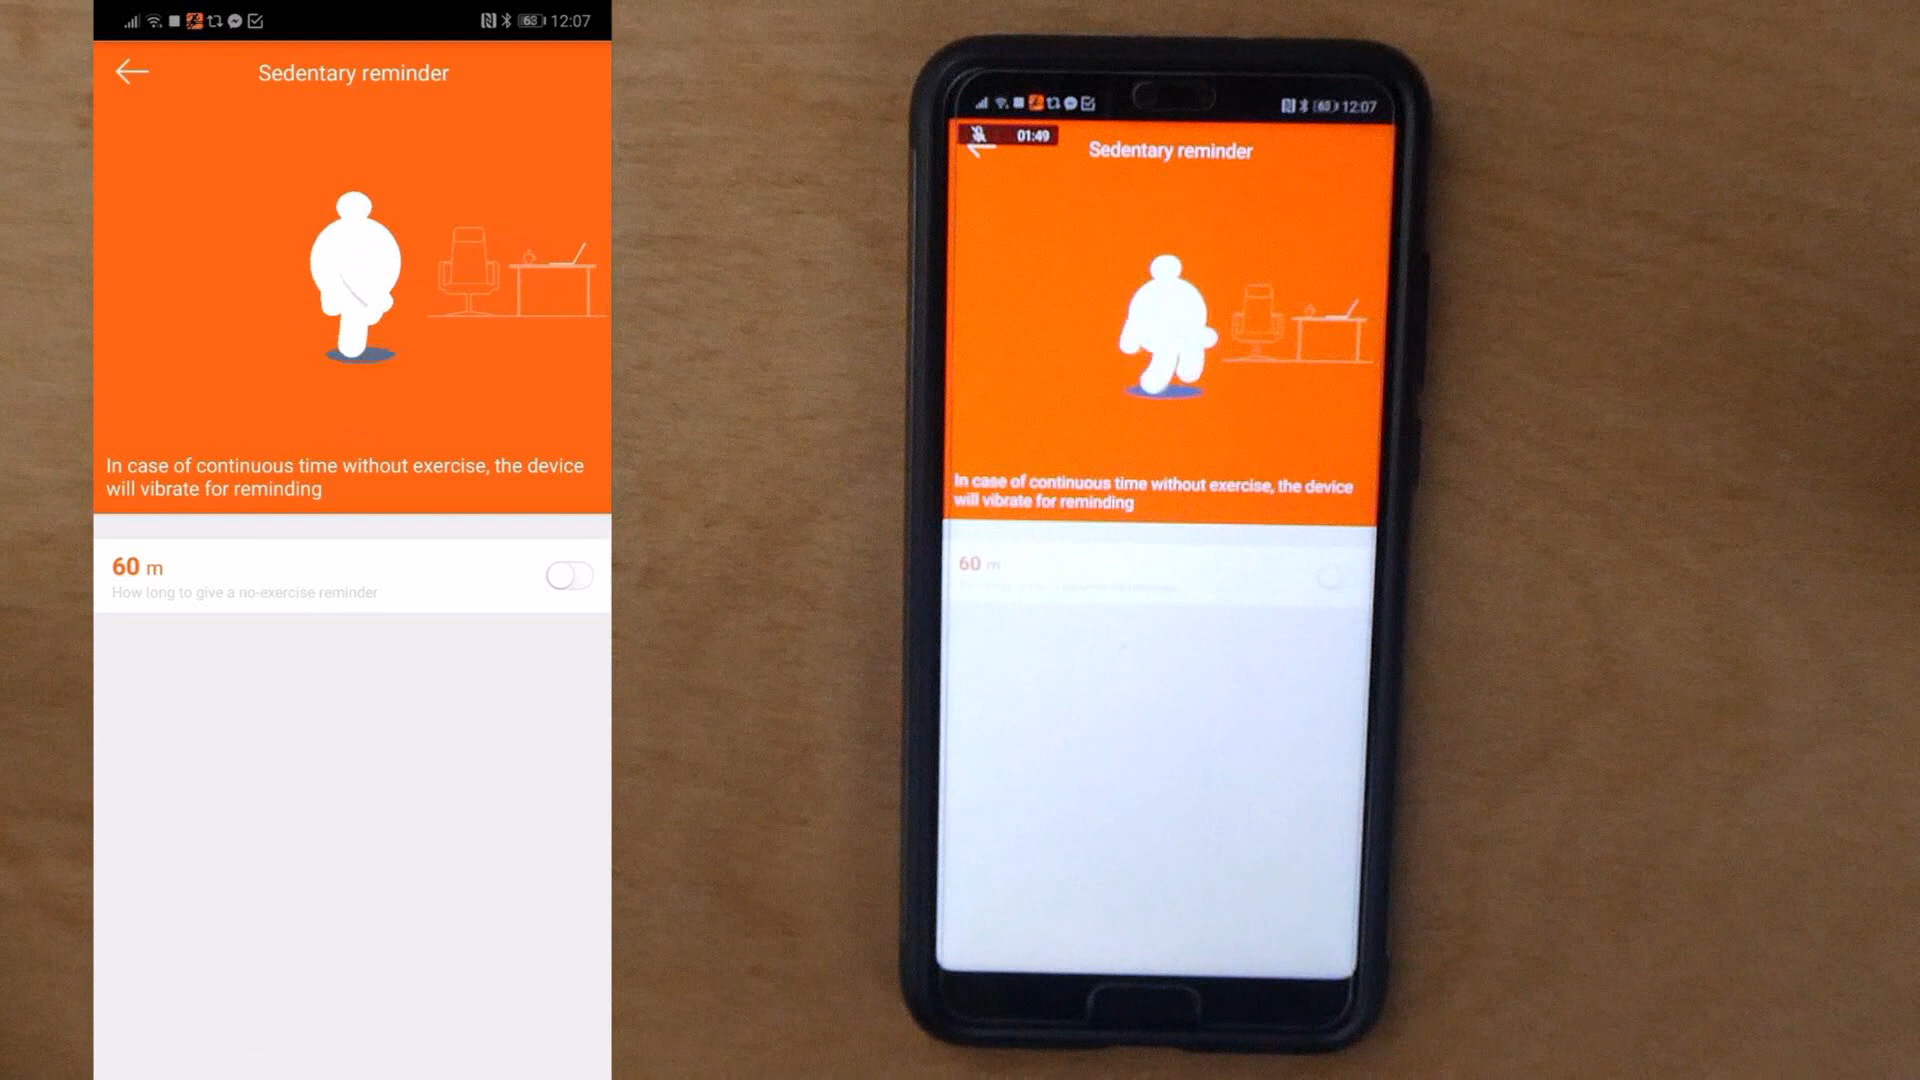 63 12:07
Sedentary reminder
In case of continuous time without exercise, the device
will vibrate for reminding
60 m
How long to give a no-exercise reminder
63 12:07
01:49
Sedentary reminder
In case of continuous time without exercise, the device
will vibrate for reminding
60 m